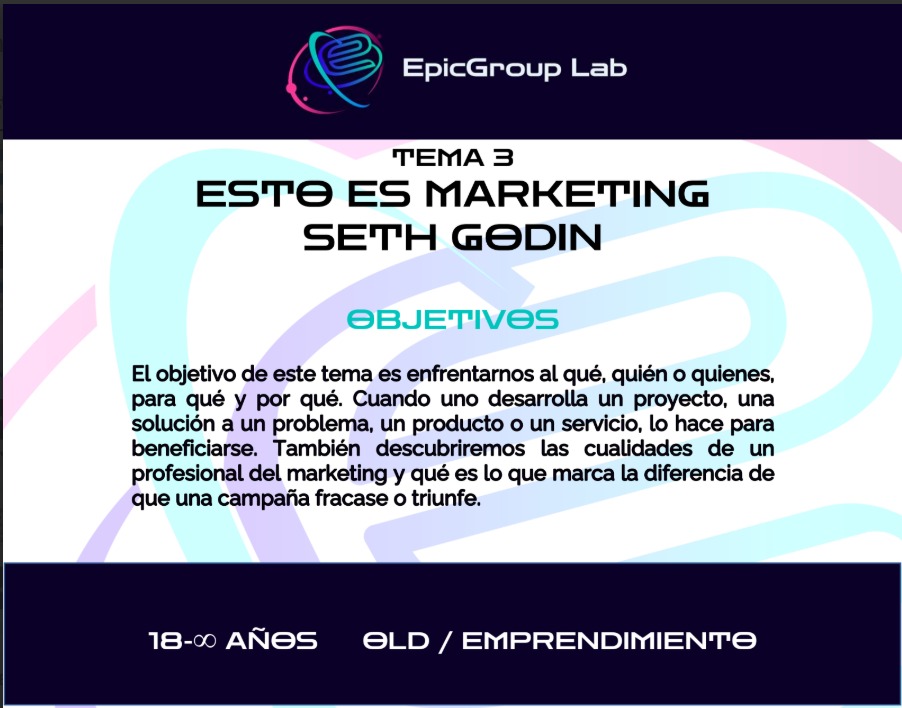 EpicGroup Lab
TEMA 3
ESTO ES MARKETING
SETH GODIN
OBJETIVOS
El objetivo de este tema es enfrentarnos al qué, quién o quienes,
para qué y por qué. Cuando uno desarrolla un proyecto, una
solución a un problema, un producto o un servicio, lo hace para
beneficiarse. También descubriremos las cualidades de un
profesional del marketing y qué es lo que marca la diferencia de
que una campaña fracase o triunfe.
18-∞ AÑOS OLD / EMPRENDIMIENTO